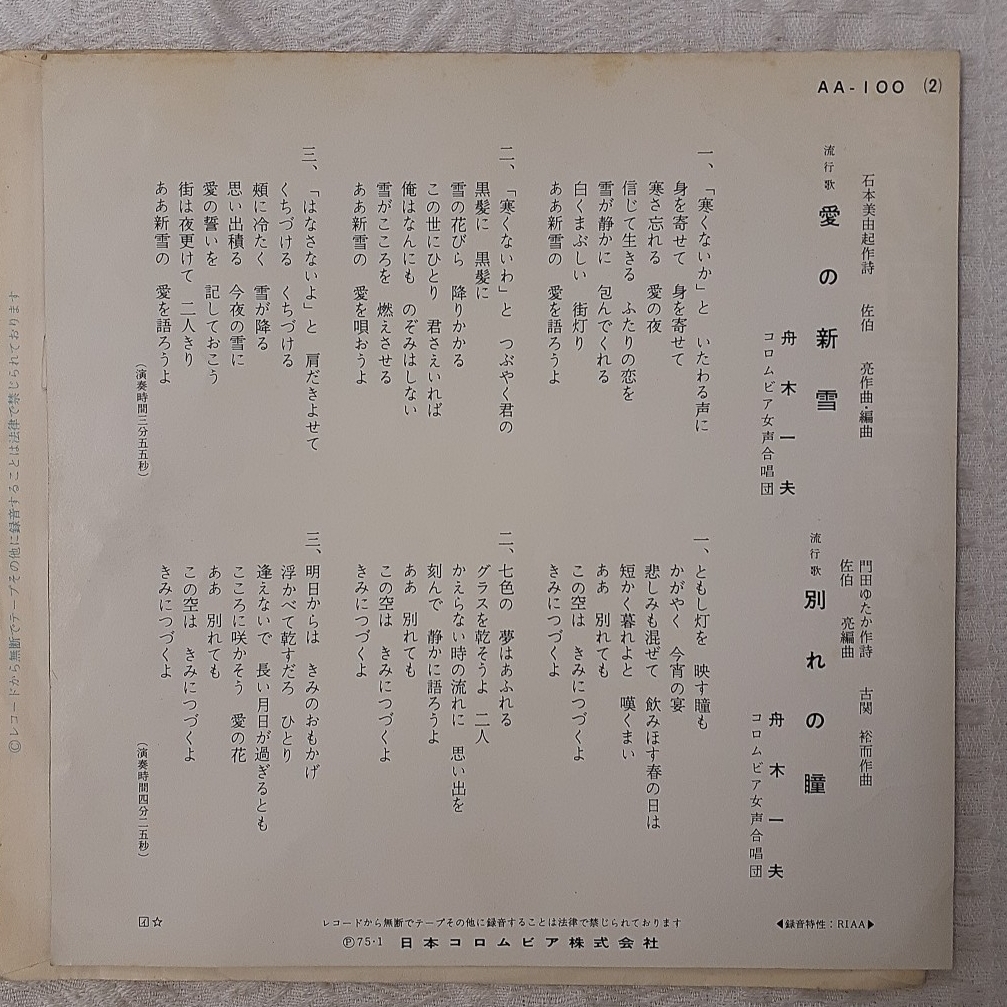 AA-100 (2)
石本美由起作詩　佐伯　亮作曲・編曲
流行歌 愛の新雪
舟木一夫
コロムビア女声合唱団
一、「寒くないか」と　いたわる声に
身を寄せて　身を寄せて
寒さ忘れる　愛の夜
信じて生きる　ふたりの恋を
雪が静かに　包んでくれる
白くまぶしい　街灯り
ああ新雪の　愛を語ろうよ
二、「寒くないわ」と　つぶやく君の
黒髪に　黒髪に
雪の花びら　降りかかる
この世にひとり　君さえいれば
俺はなんにも　のぞみはしない
雪がこころを　燃えさせる
ああ新雪の　愛を唄おうよ
三、「はなさないよ」と　肩だきよせて
くちづける　くちづける
頬に冷たく　雪が降る
思い出積る　今夜の雪に
愛の誓いを　記しておこう
街は夜更けて　二人きり
ああ新雪の　愛を語ろうよ
（演奏時間三分五五秒）
門田ゆたか作詩　古関　裕而作曲
佐伯　亮編曲
流行歌 別れの瞳
舟木一夫
コロムビア女声合唱団
一、ともし灯を　映す瞳も
かがやく　今宵の宴
悲しみも混ぜて　飲みほす春の日は
短かく暮れよと　嘆くまい
ああ　別れても
この空は　きみにつづくよ
きみにつづくよ
二、七色の　夢はあふれる
グラスを乾そうよ　二人
かえらない時の流れに　思い出を
刻んで　静かに語ろうよ
ああ　別れても
この空は　きみにつづくよ
きみにつづくよ
三、明日からは　きみのおもかげ
浮かべて乾すだろ　ひとり
逢えないで　長い月日が過ぎるとも
こころに咲かそう　愛の花
ああ　別れても
この空は　きみにつづくよ
きみにつづくよ
（演奏時間四分二五秒）
◀録音特性：RIAA▶
レコードから無断でテープその他に録音することは法律で禁じられております
Ⓟ75・1　日本コロムビア株式会社
イ☆
©レコードから無断でテープその他に録音することは法律で禁じられております